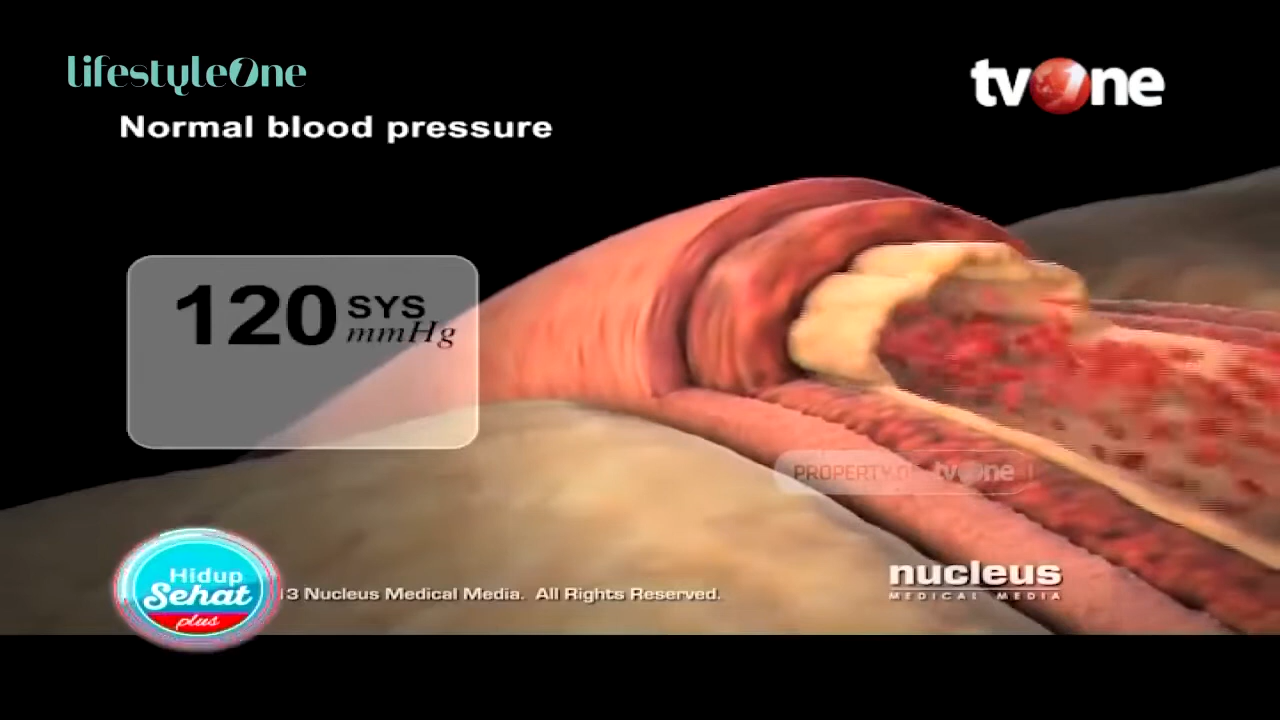 lifestyleOne
tvOne
Normal blood pressure
120 SYS
mmHg
PROPERTY OF tvOne
Hidup
Sehat
plus
3 Nucleus Medical Media. All Rights Reserved.
nucleus
MEDICAL MEDIA